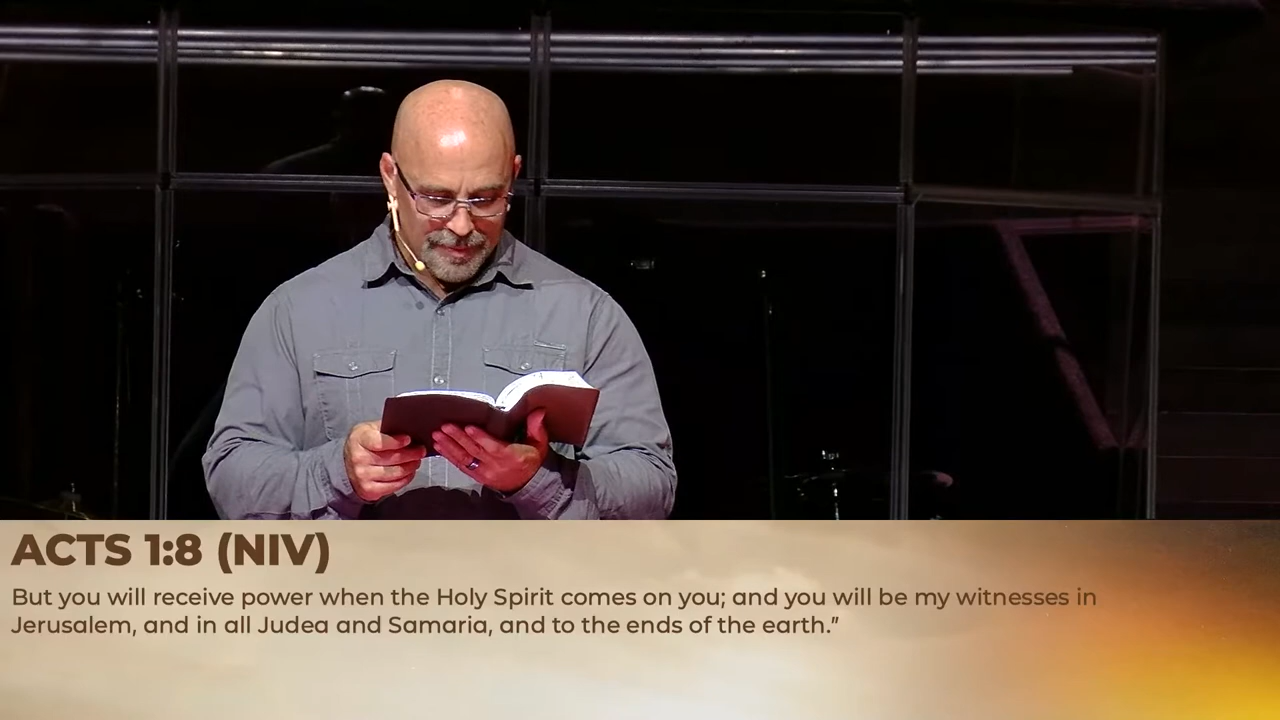 ACTS 1:8 (NIV)
But you will receive power when the Holy Spirit comes on you; and you will be my witnesses in
Jerusalem, and in all Judea and Samaria, and to the ends of the earth.”